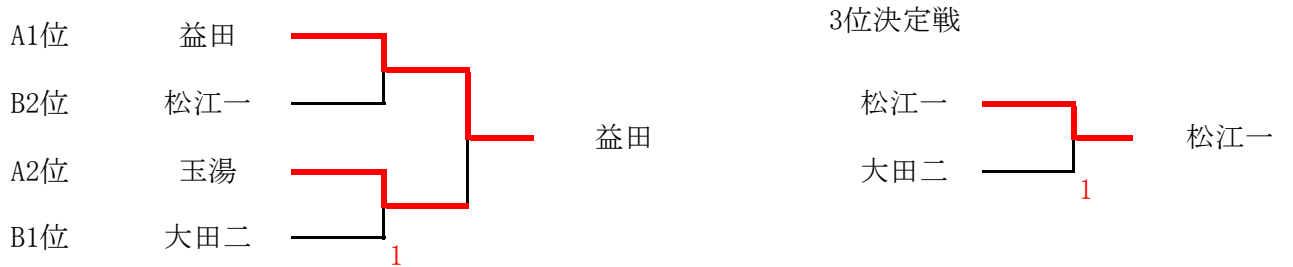 A1位 益田
B2位 松江一
A2位 玉湯
B1位 大田二
1
益田
3位決定戦
松江一
大田二
1
松江一